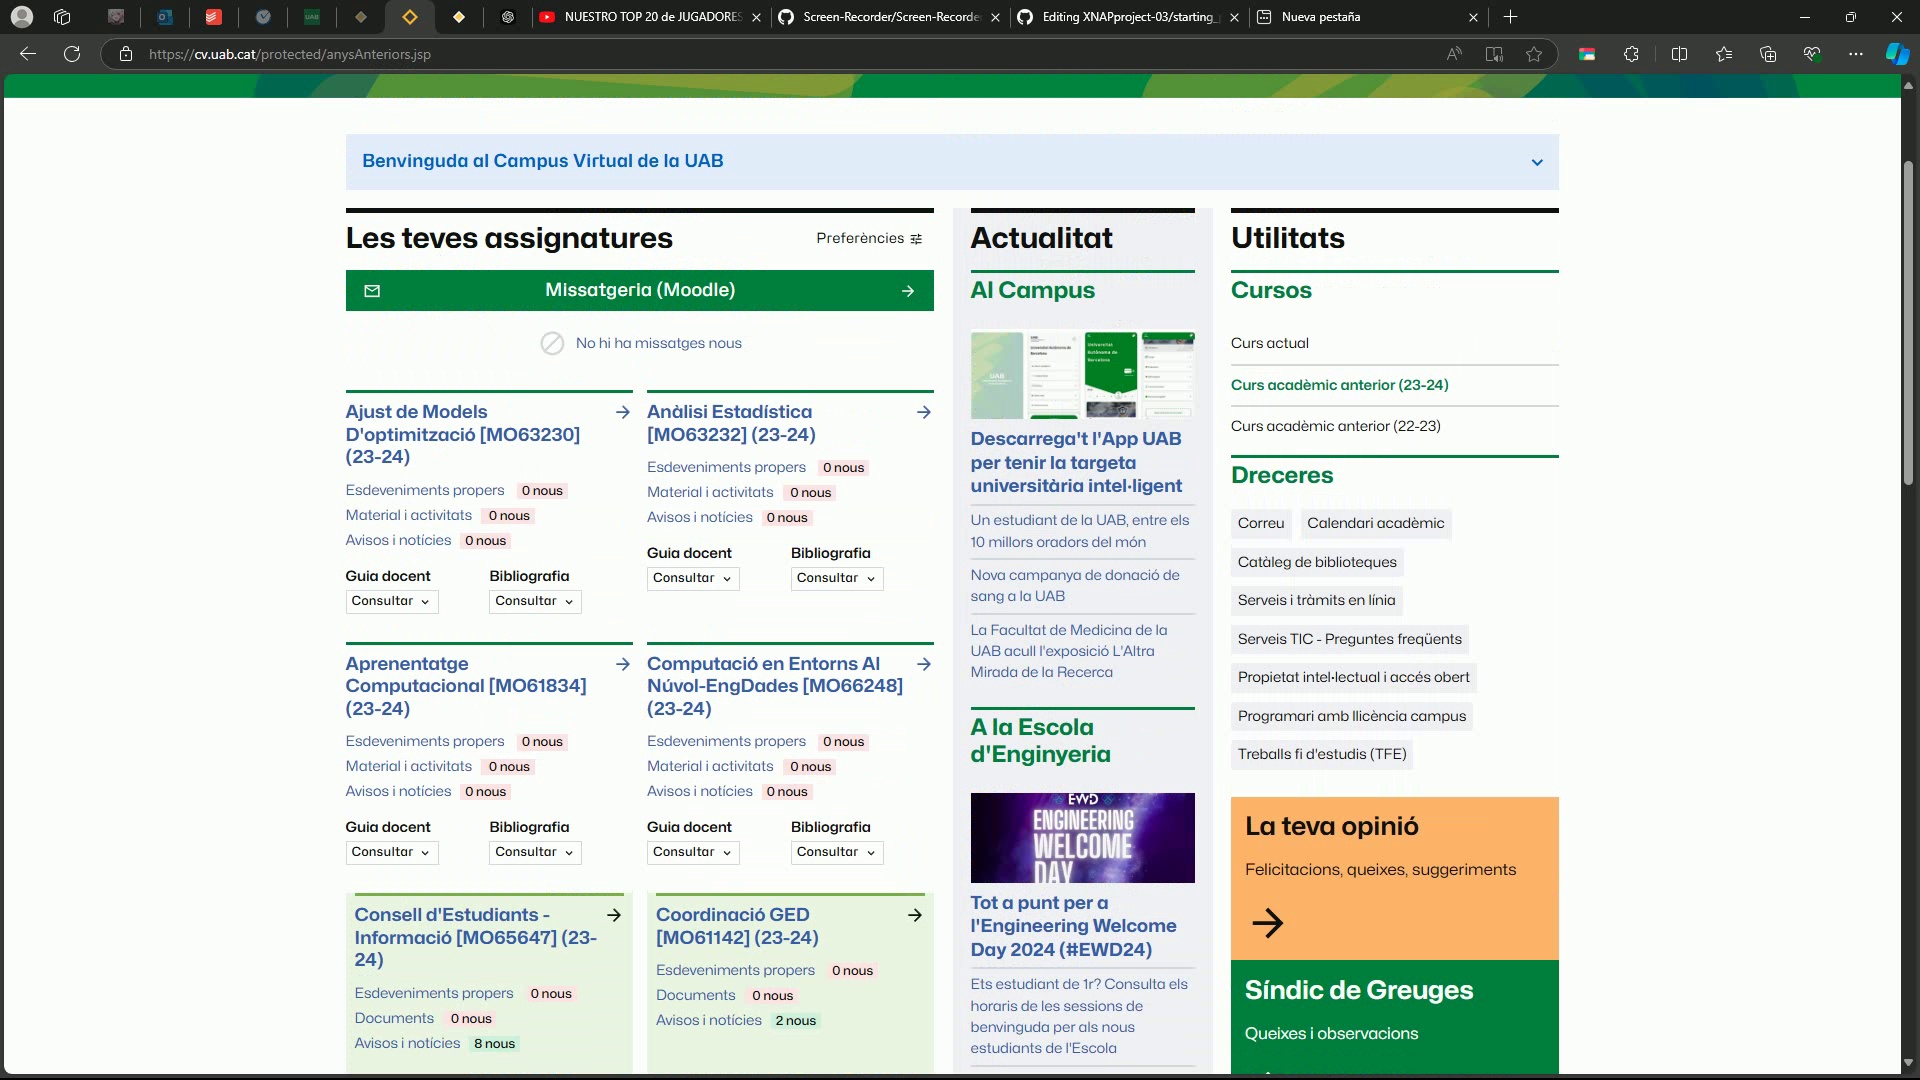 NUESTRO TOP 20 de JUGADORES
Screen-Recorder/Screen-Recorde
Editing XNAPproject-03/starting_
Nueva pestaña
https://cv.uab.cat/protected/anysAnteriors.jsp
Benvinguda al Campus Virtual de la UAB
Les teves assignatures
Preferències
Missatgeria (Moodle)
No hi ha missatges nous
Ajust de Models
D'optimització [MO63230]
(23-24)
Esdeveniments propers 0 nous
Material i activitats 0 nous
Avisos i notícies 0 nous
Guia docent Bibliografia
Consultar Consultar
Anàlisi Estadística
[MO63232] (23-24)
Esdeveniments propers 0 nous
Material i activitats 0 nous
Avisos i notícies 0 nous
Guia docent Bibliografia
Consultar Consultar
Aprenentatge
Computacional [MO61834]
(23-24)
Esdeveniments propers 0 nous
Material i activitats 0 nous
Avisos i notícies 0 nous
Guia docent Bibliografia
Consultar Consultar
Computació en Entorns Al
Núvol-EngDades [MO66248]
(23-24)
Esdeveniments propers 0 nous
Material i activitats 0 nous
Avisos i notícies 0 nous
Guia docent Bibliografia
Consultar Consultar
Consell d'Estudiants -
Informació [MO65647] (23-
24)
Esdeveniments propers 0 nous
Documents 0 nous
Avisos i notícies 8 nous
Coordinació GED
[MO61142] (23-24)
Esdeveniments propers 0 nous
Documents 0 nous
Avisos i notícies 2 nous
Actualitat
Al Campus
Descarrega't l'App UAB
per tenir la targeta
universitària intel·ligent
Un estudiant de la UAB, entre els
10 millors oradors del món
Nova campanya de donació de
sang a la UAB
La Facultat de Medicina de la
UAB acull l'exposició L'Altra
Mirada de la Recerca
A la Escola
d'Enginyeria
EWD
ENGINEERING
WELCOME
DAY
Tot a punt per a
l'Engineering Welcome
Day 2024 (#EWD24)
Ets estudiant de 1r? Consulta els
horaris de les sessions de
benvinguda per als nous
estudiants de l'Escola
Utilitats
Cursos
Curs actual
Curs acadèmic anterior (23-24)
Curs acadèmic anterior (22-23)
Dreceres
Correu Calendari acadèmic
Catàleg de biblioteques
Serveis i tràmits en línia
Serveis TIC - Preguntes freqüents
Propietat intel·lectual i accés obert
Programari amb llicència campus
Treballs fi d'estudis (TFE)
La teva opinió
Felicitacions, queixes, suggeriments
Síndic de Greuges
Queixes i observacions